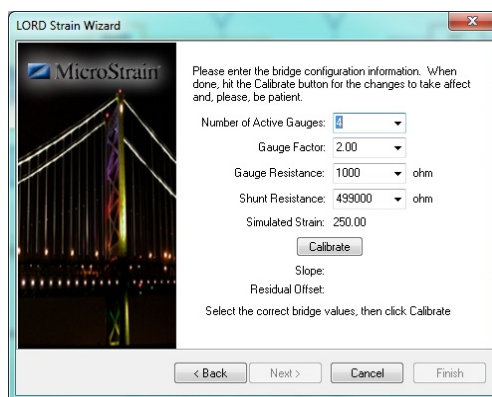 LORD Strain Wizard
MicroStrain
Please enter the bridge configuration information. When
done, hit the Calibrate button for the changes to take affect
and, please, be patient.
Number of Active Gauges: 4
Gauge Factor: 2.00
Gauge Resistance: 1000 ohm
Shunt Resistance: 499000 ohm
Simulated Strain: 250.00
Calibrate
Slope:
Residual Offset:
Select the correct bridge values, then click Calibrate
< Back Next > Cancel Finish